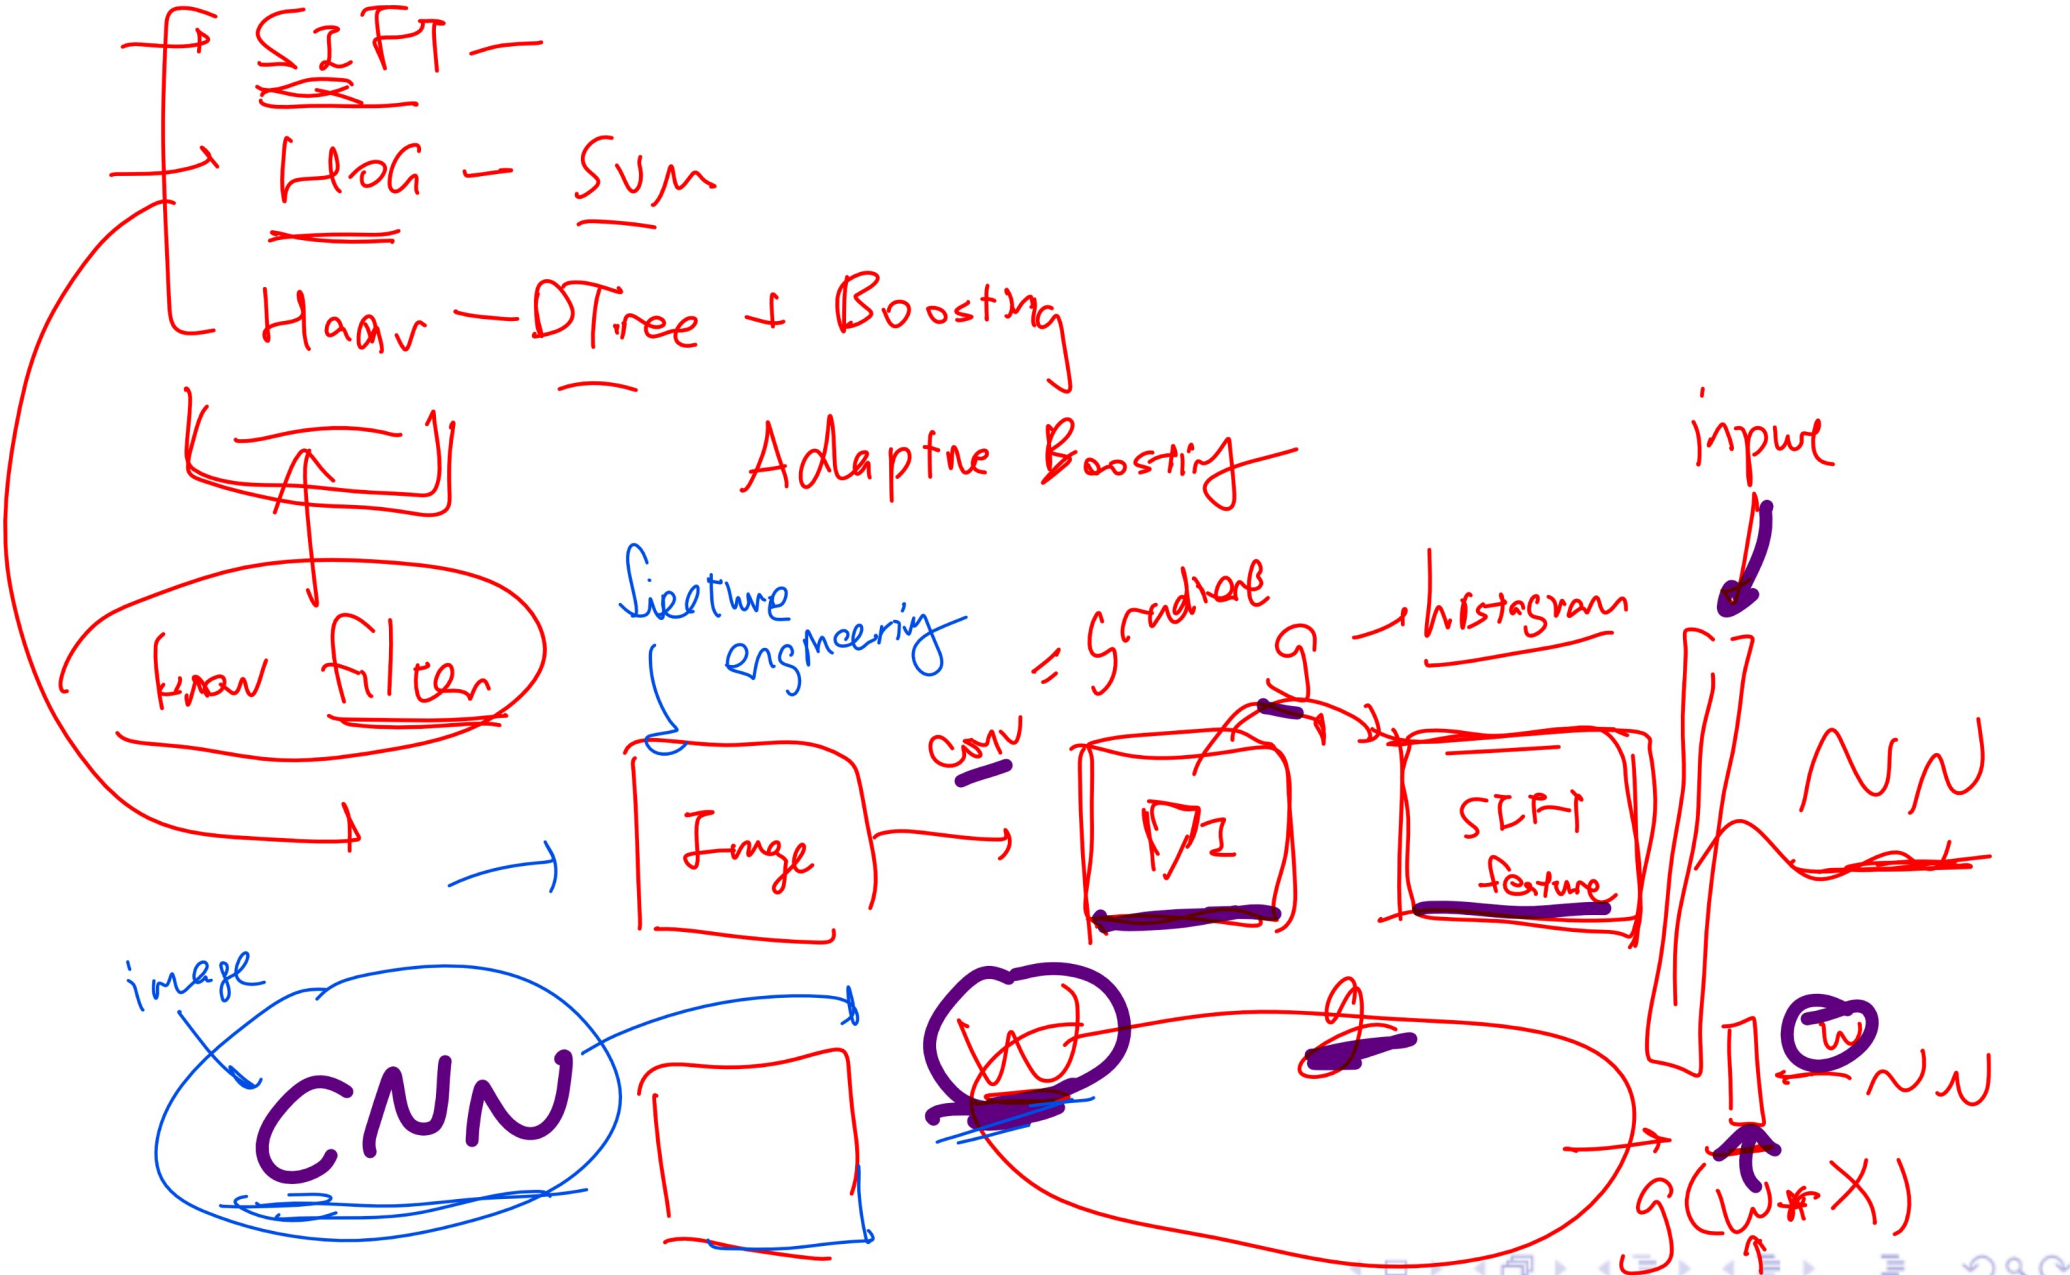 SIFT -
HOG - SVM
Haar - DTree + Boosting
Adaptive Boosting
input
know filter
feature
engineering
= gradient
g
→ histogram
conv
Image
∇I
SIFT
feature
NN
image
CNN
W
g
w
NN
g(W*X)